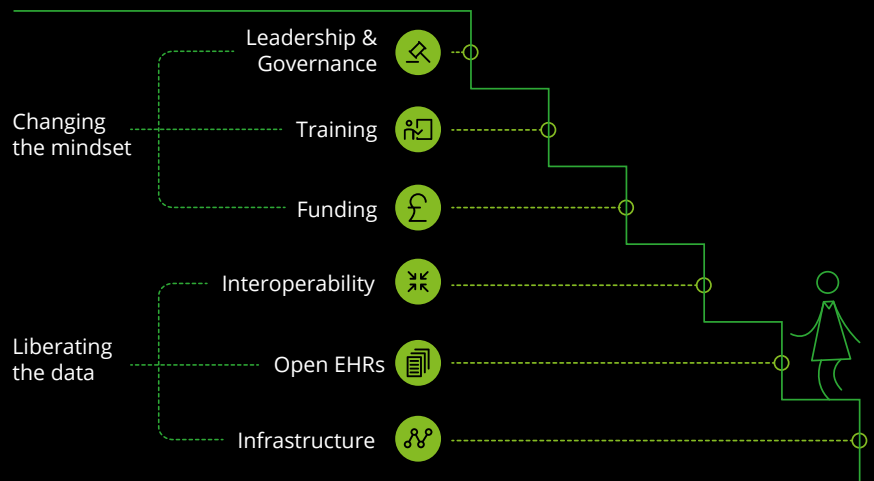 Leadership &
Governance
Changing
the mindset
Training
Funding
Interoperability
Liberating
the data
Open EHRs
Infrastructure